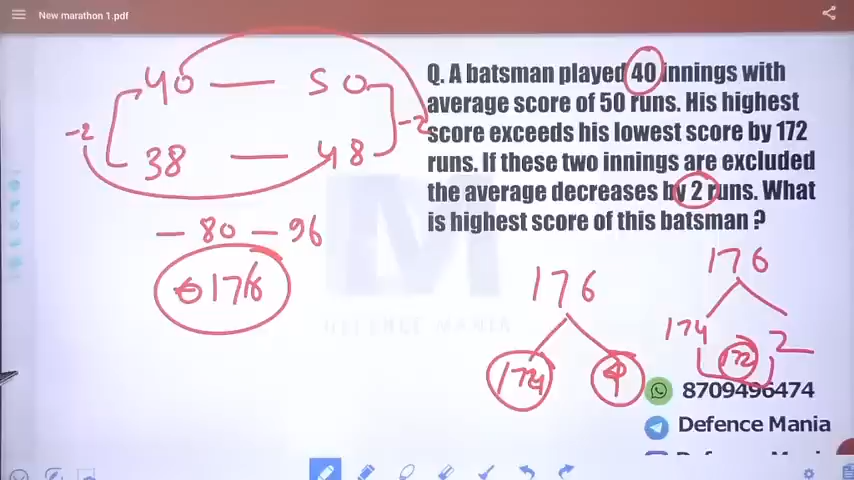 New marathon 1.pdf
40 — 50
-2
-2
38 — 48
— 80 — 96
176
Q. A batsman played 40 innings with
average score of 50 runs. His highest
score exceeds his lowest score by 172
runs. If these two innings are excluded
the average decreases by 2 runs. What
is highest score of this batsman ?
176
176
174 2
172
DEFENCE MANIA
8709496474
Defence Mania